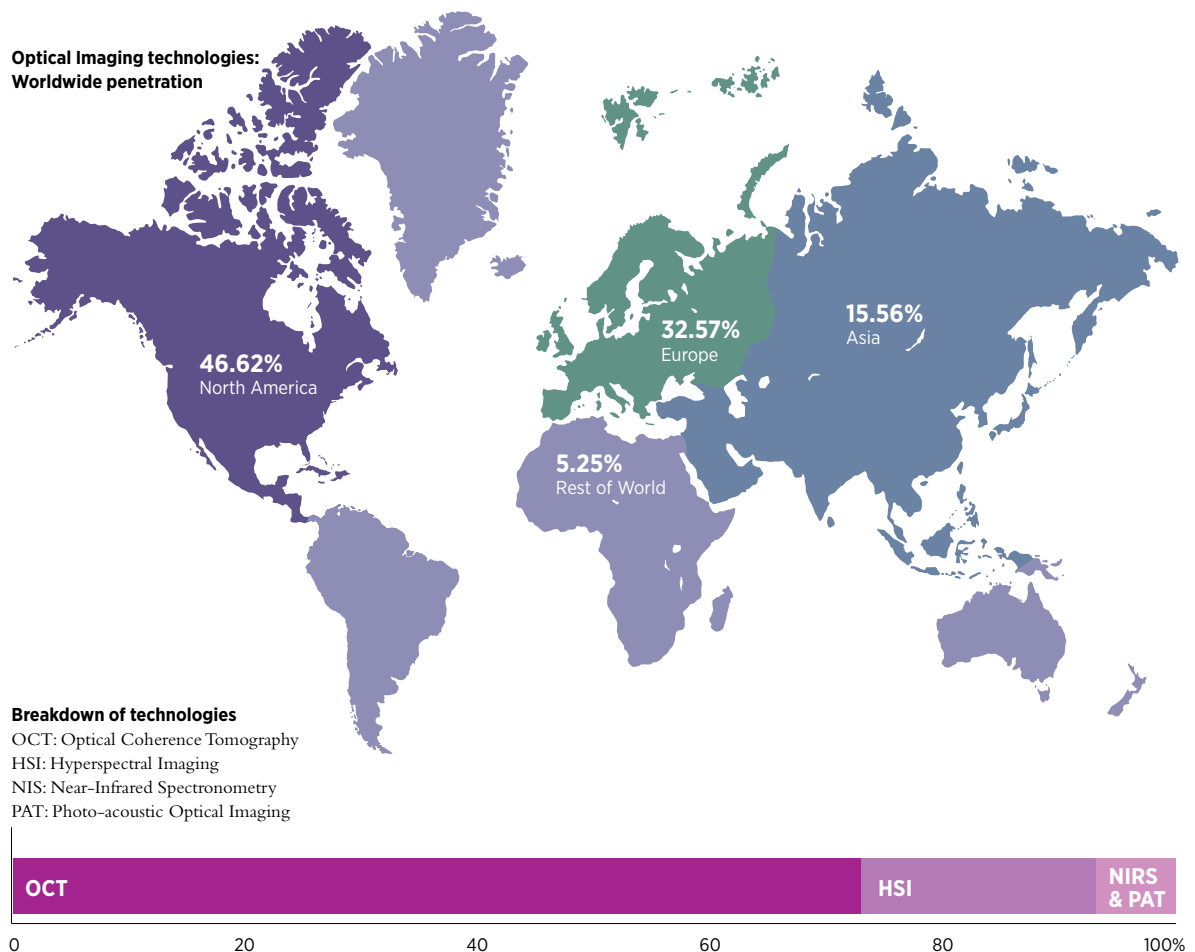 Optical Imaging technologies:
Worldwide penetration
46.62%
North America
32.57%
Europe
15.56%
Asia
5.25%
Rest of World
Breakdown of technologies
OCT: Optical Coherence Tomography
HSI: Hyperspectral Imaging
NIS: Near-Infrared Spectronometry
PAT: Photo-acoustic Optical Imaging
OCT
HSI
NIRS
& PAT
0 20 40 60 80 100%